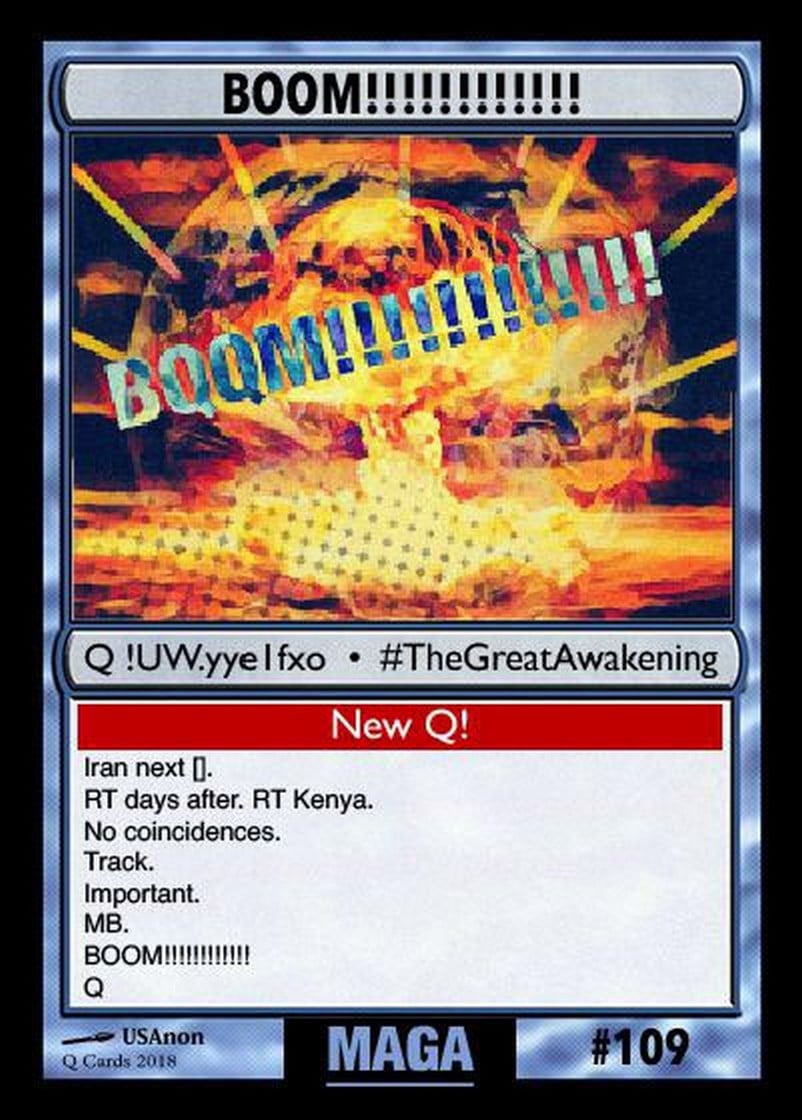 BOOM!!!!!!!!!!!!
BOOM!!!!!!!!!!!!
Q !UW.yye1fxo • #TheGreatAwakening
New Q!
Iran next [].
RT days after. RT Kenya.
No coincidences.
Track.
Important.
MB.
BOOM!!!!!!!!!!!!
Q
USAnon
Q Cards 2018
MAGA
#109